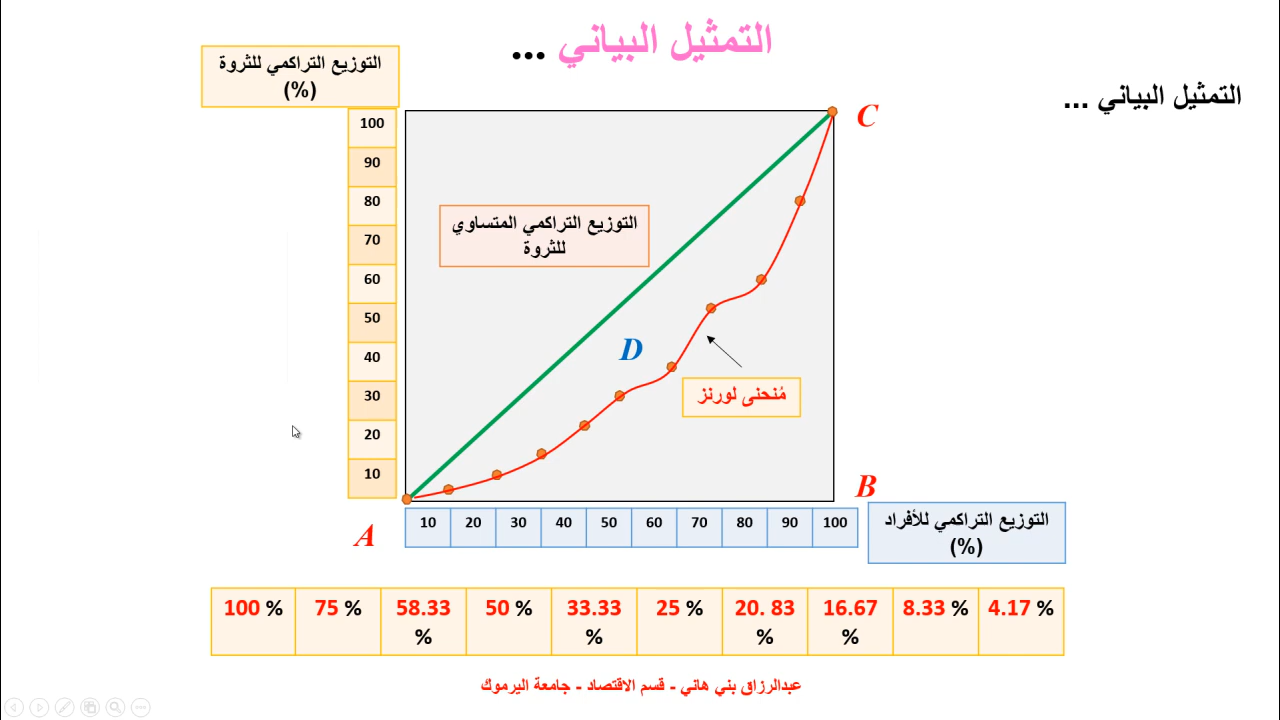 التمثيل البياني ...
التمثيل البياني ...
التوزيع التراكمي للثروة
(%)
C
100
90
80
70
60
50
40
30
20
10
التوزيع التراكمي المتساوي
للثروة
D
مُنحنى لورنز
B
A
10 20 30 40 50 60 70 80 90 100
التوزيع التراكمي للأفراد
(%)
100 % 75 % 58.33 % 50 % 33.33 % 25 % 20. 83 % 16.67 % 8.33 % 4.17 %
عبدالرزاق بني هاني - قسم الاقتصاد - جامعة اليرموك